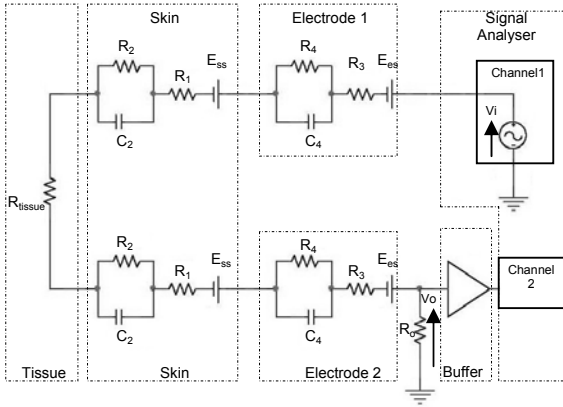 Skin
Electrode 1
Signal
Analyser
R2
R1
Ess
C2
R4
R3
Ees
C4
Channel1
Vi
Rtissue
R2
R1
Ess
C2
R4
R3
Ees
C4
Vo
Ro
Channel
2
Tissue
Skin
Electrode 2
Buffer